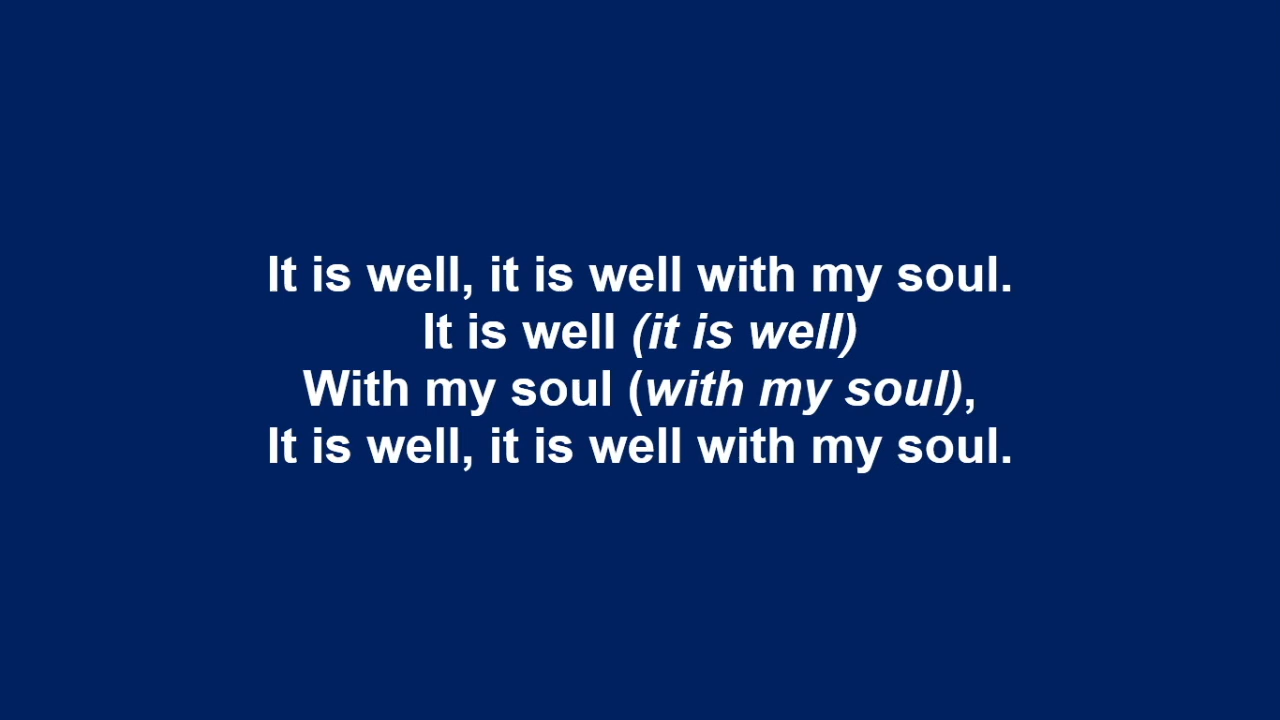 It is well, it is well with my soul.
It is well (it is well)
With my soul (with my soul),
It is well, it is well with my soul.